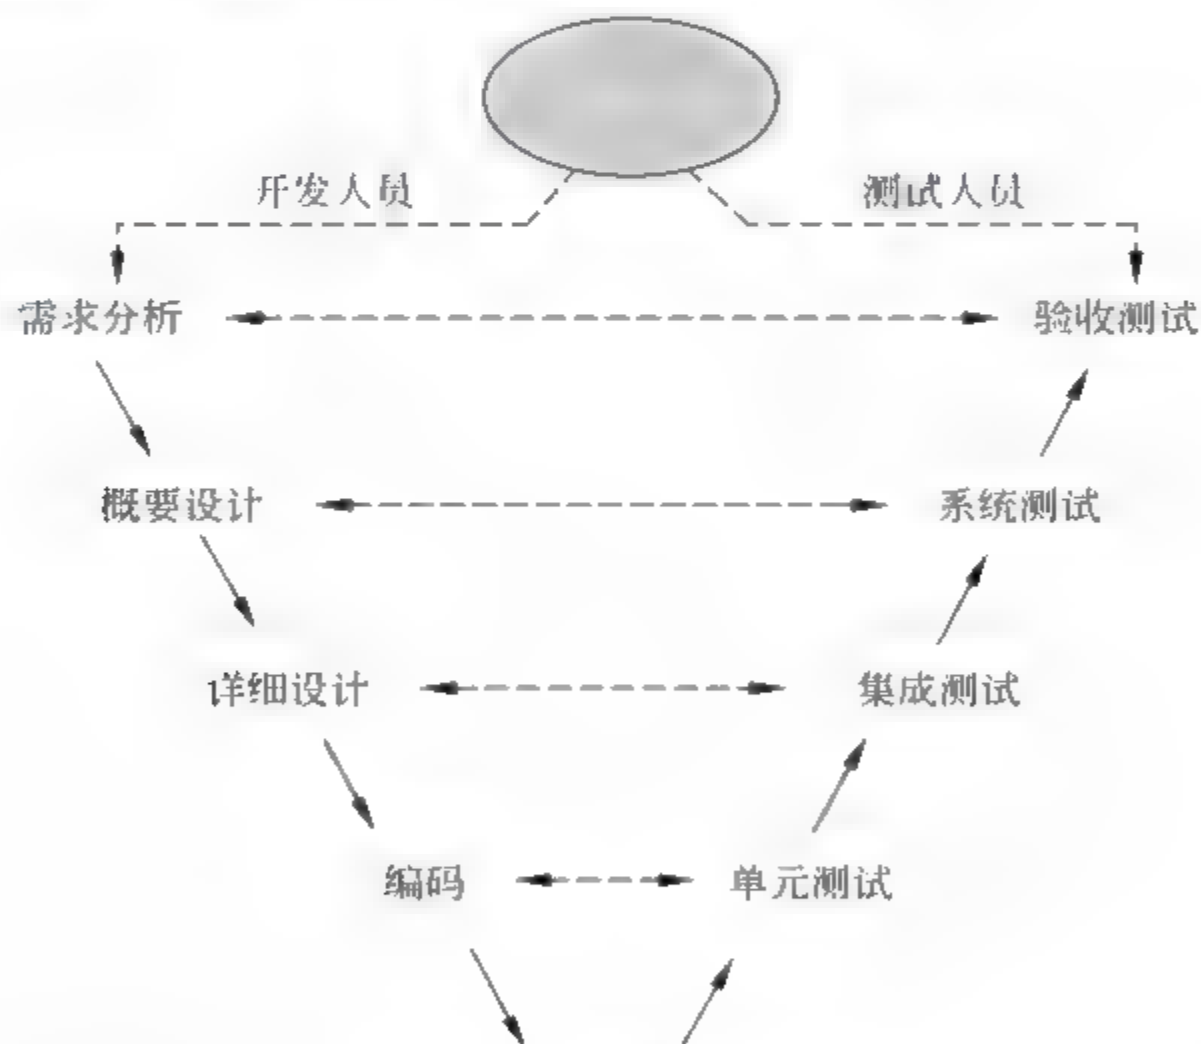 开发人员
测试人员
需求分析
验收测试
概要设计
系统测试
详细设计
集成测试
编码
单元测试